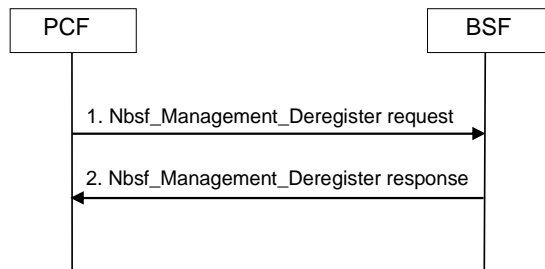 PCF
BSF
1. Nbsf_Management_Deregister request
2. Nbsf_Management_Deregister response